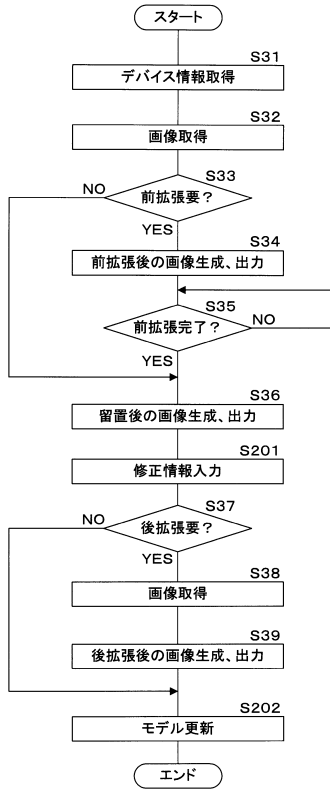 スタート
S31
デバイス情報取得
S32
画像取得
S33
NO
前拡張要?
YES
S34
前拡張後の画像生成、出力
S35
前拡張完了?
NO
YES
S36
留置後の画像生成、出力
S201
修正情報入力
S37
NO
後拡張要?
YES
S38
画像取得
S39
後拡張後の画像生成、出力
S202
モデル更新
エンド